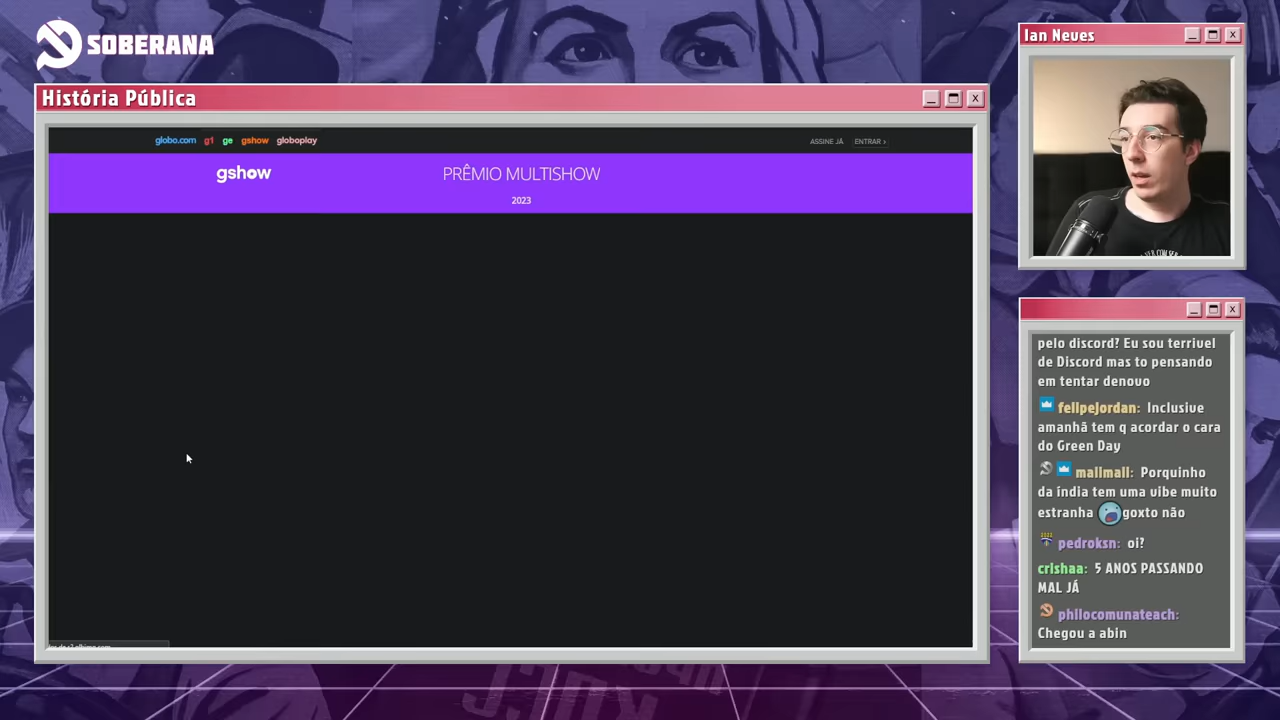 SOBERANA
História Pública
globo.com g1 ge gshow globoplay
ASSINE JÁ ENTRAR ›
gshow
PRÊMIO MULTISHOW
2023
Ian Neves
pelo discord? Eu sou terrivel
de Discord mas to pensando
em tentar denovo
felipejordan: Inclusive
amanhã tem q acordar o cara
do Green Day
mallmall: Porquinho
da india tem uma vibe muito
estranha goxto não
pedroksn: oi?
crishaa: 5 ANOS PASSANDO
MAL JÁ
philocomunateach:
Chegou a abin